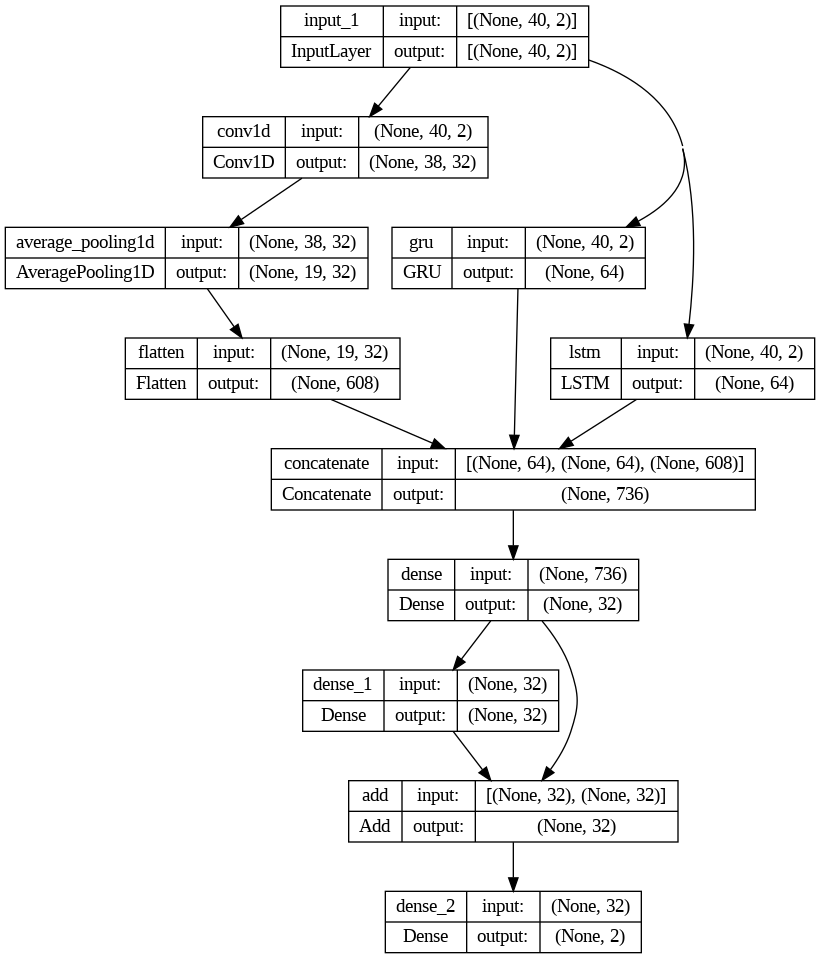 input_1 input: [(None, 40, 2)]
InputLayer output: [(None, 40, 2)]
conv1d input: (None, 40, 2)
Conv1D output: (None, 38, 32)
average_pooling1d input: (None, 38, 32)
AveragePooling1D output: (None, 19, 32)
gru input: (None, 40, 2)
GRU output: (None, 64)
flatten input: (None, 19, 32)
Flatten output: (None, 608)
lstm input: (None, 40, 2)
LSTM output: (None, 64)
concatenate input: [(None, 64), (None, 64), (None, 608)]
Concatenate output: (None, 736)
dense input: (None, 736)
Dense output: (None, 32)
dense_1 input: (None, 32)
Dense output: (None, 32)
add input: [(None, 32), (None, 32)]
Add output: (None, 32)
dense_2 input: (None, 32)
Dense output: (None, 2)